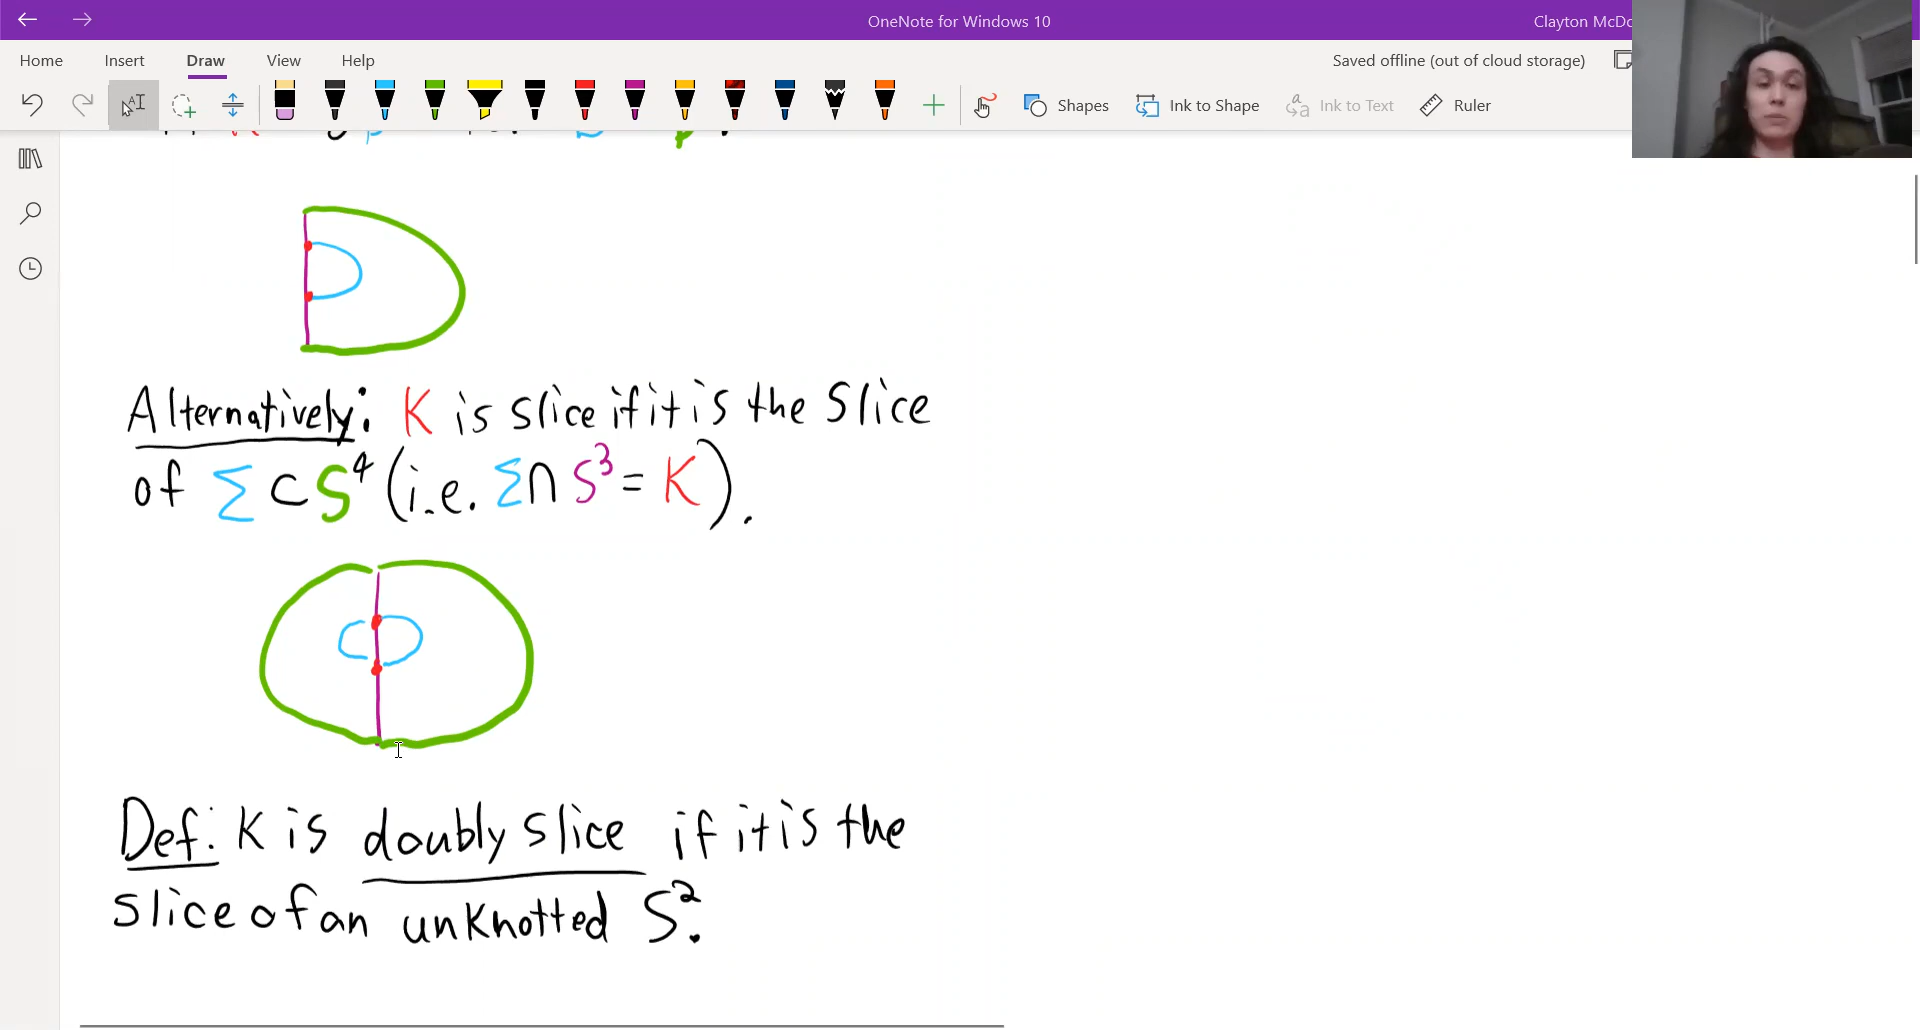 OneNote for Windows 10
Clayton McDo
Home Insert Draw View Help
Saved offline (out of cloud storage)
Shapes Ink to Shape Ink to Text Ruler
Alternatively: K is slice if it is the Slice
of Σ ⊂ S⁴ (i.e. Σ∩S³ = K).
Def: K is doubly slice if it is the
slice of an unknotted S².